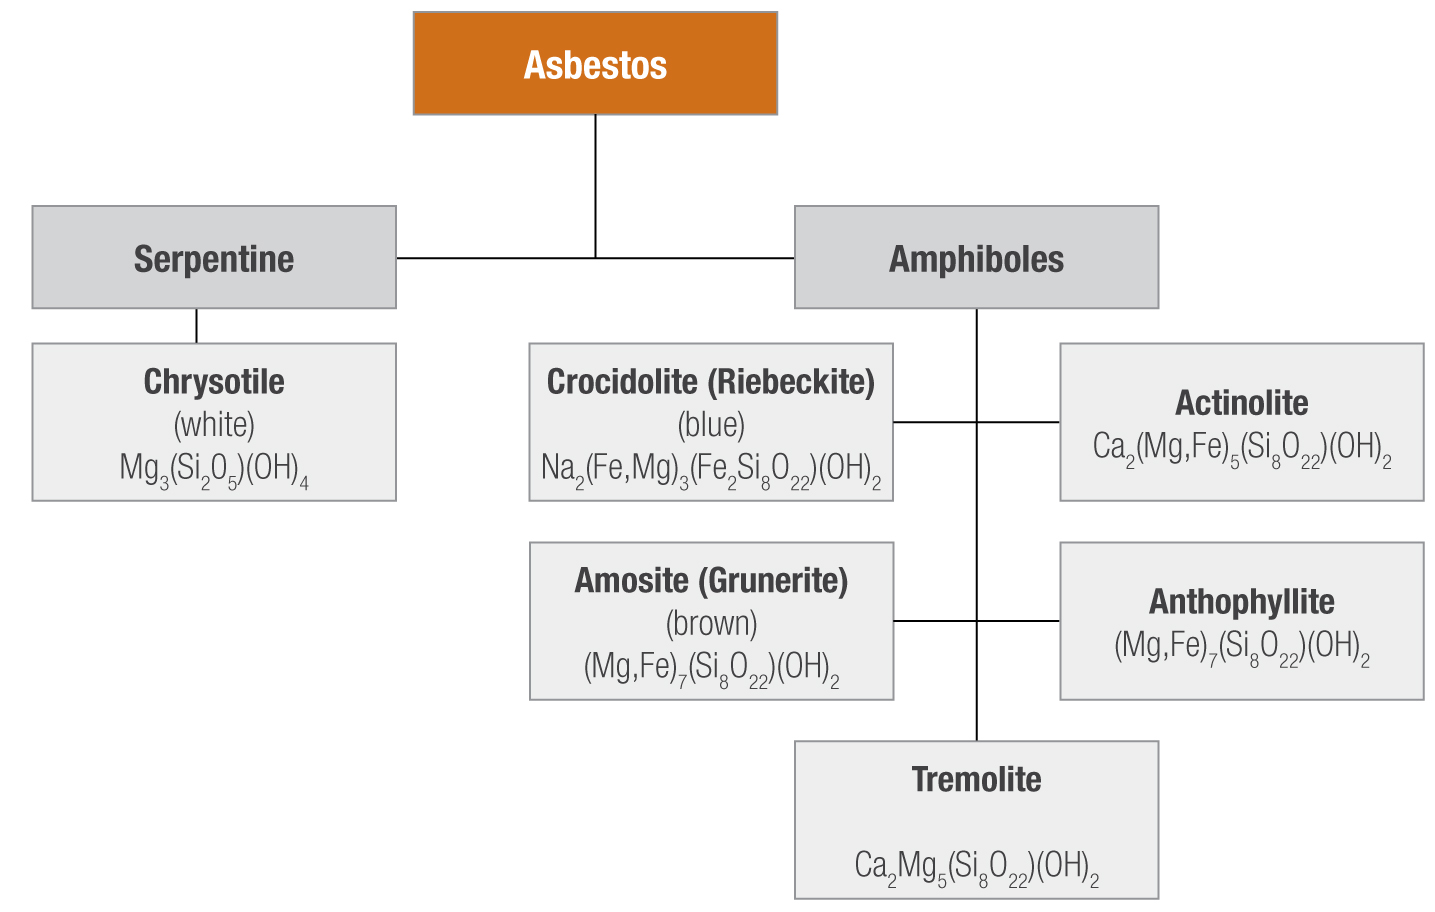 Asbestos
Serpentine
Amphiboles
Chrysotile
(white)
Mg₃(Si₂O₅)(OH)₄
Crocidolite (Riebeckite)
(blue)
Na₂(Fe,Mg)₃(Fe₂Si₈O₂₂)(OH)₂
Actinolite
Ca₂(Mg,Fe)₅(Si₈O₂₂)(OH)₂
Amosite (Grunerite)
(brown)
(Mg,Fe)₇(Si₈O₂₂)(OH)₂
Anthophyllite
(Mg,Fe)₇(Si₈O₂₂)(OH)₂
Tremolite
Ca₂Mg₅(Si₈O₂₂)(OH)₂